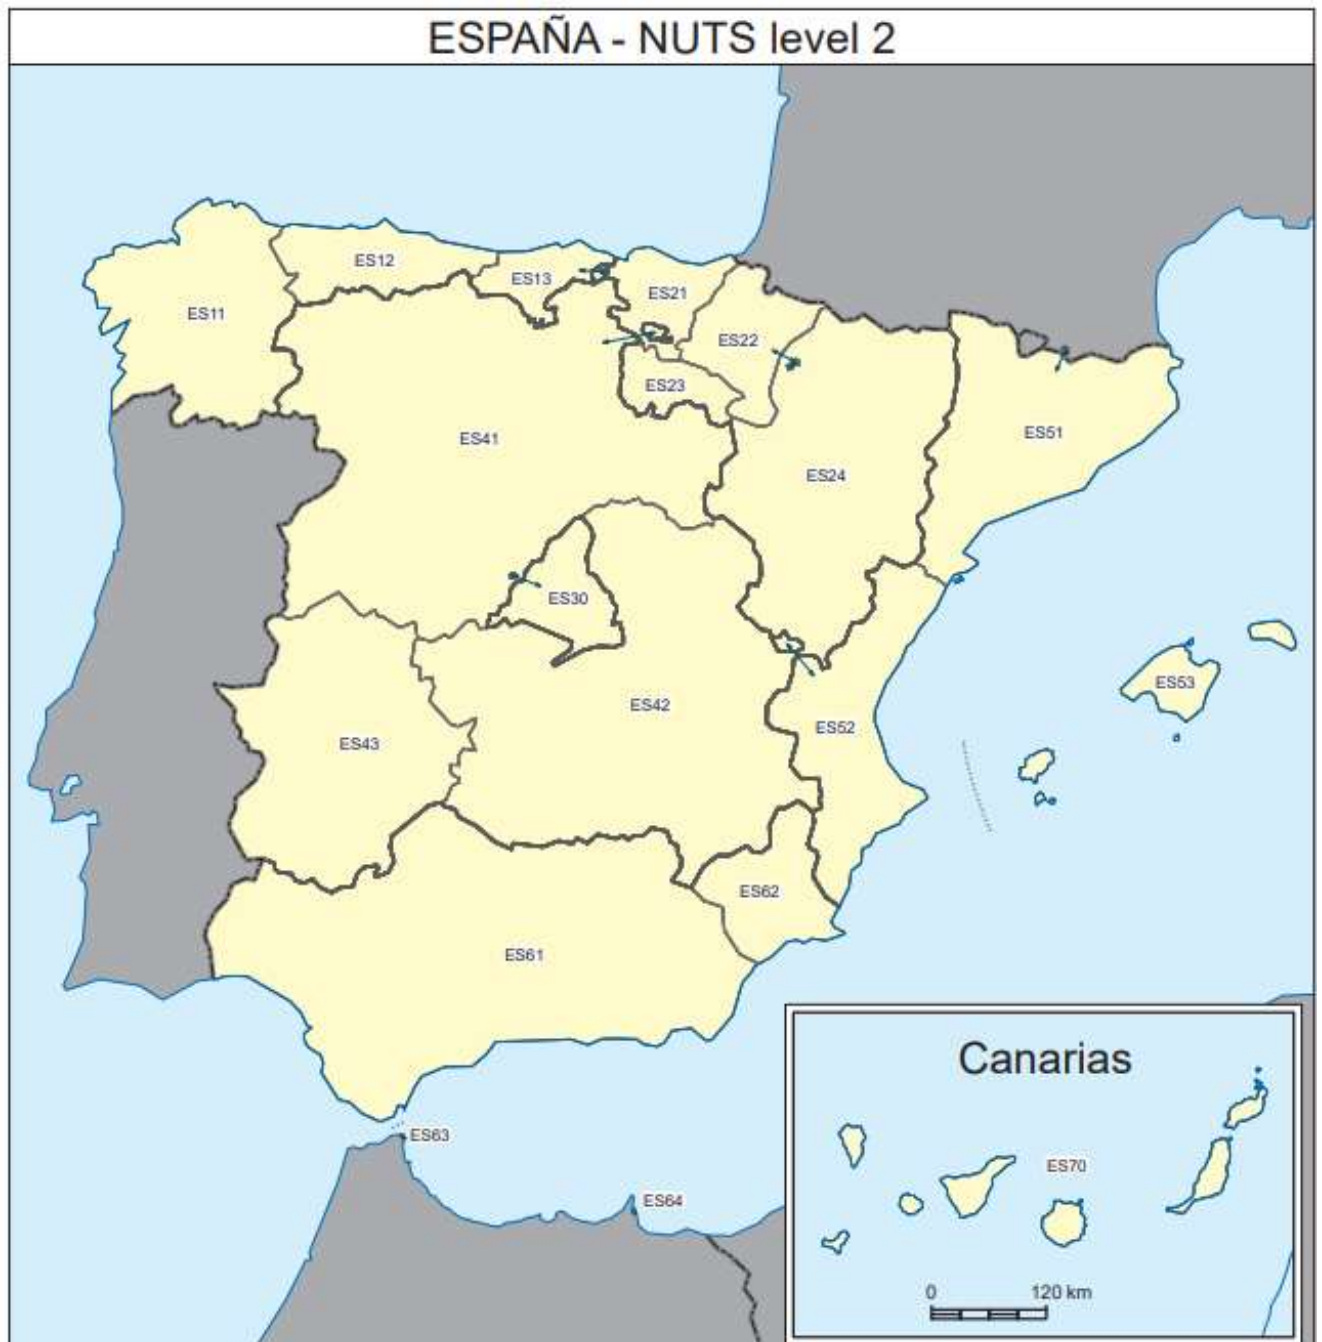 ESPAÑA - NUTS level 2
ES12
ES13
ES21
ES11
ES22
ES23
ES51
ES41
ES24
ES30
ES53
ES42
ES52
ES43
ES62
ES61
Canarias
ES63
ES70
ES64
0 120 km